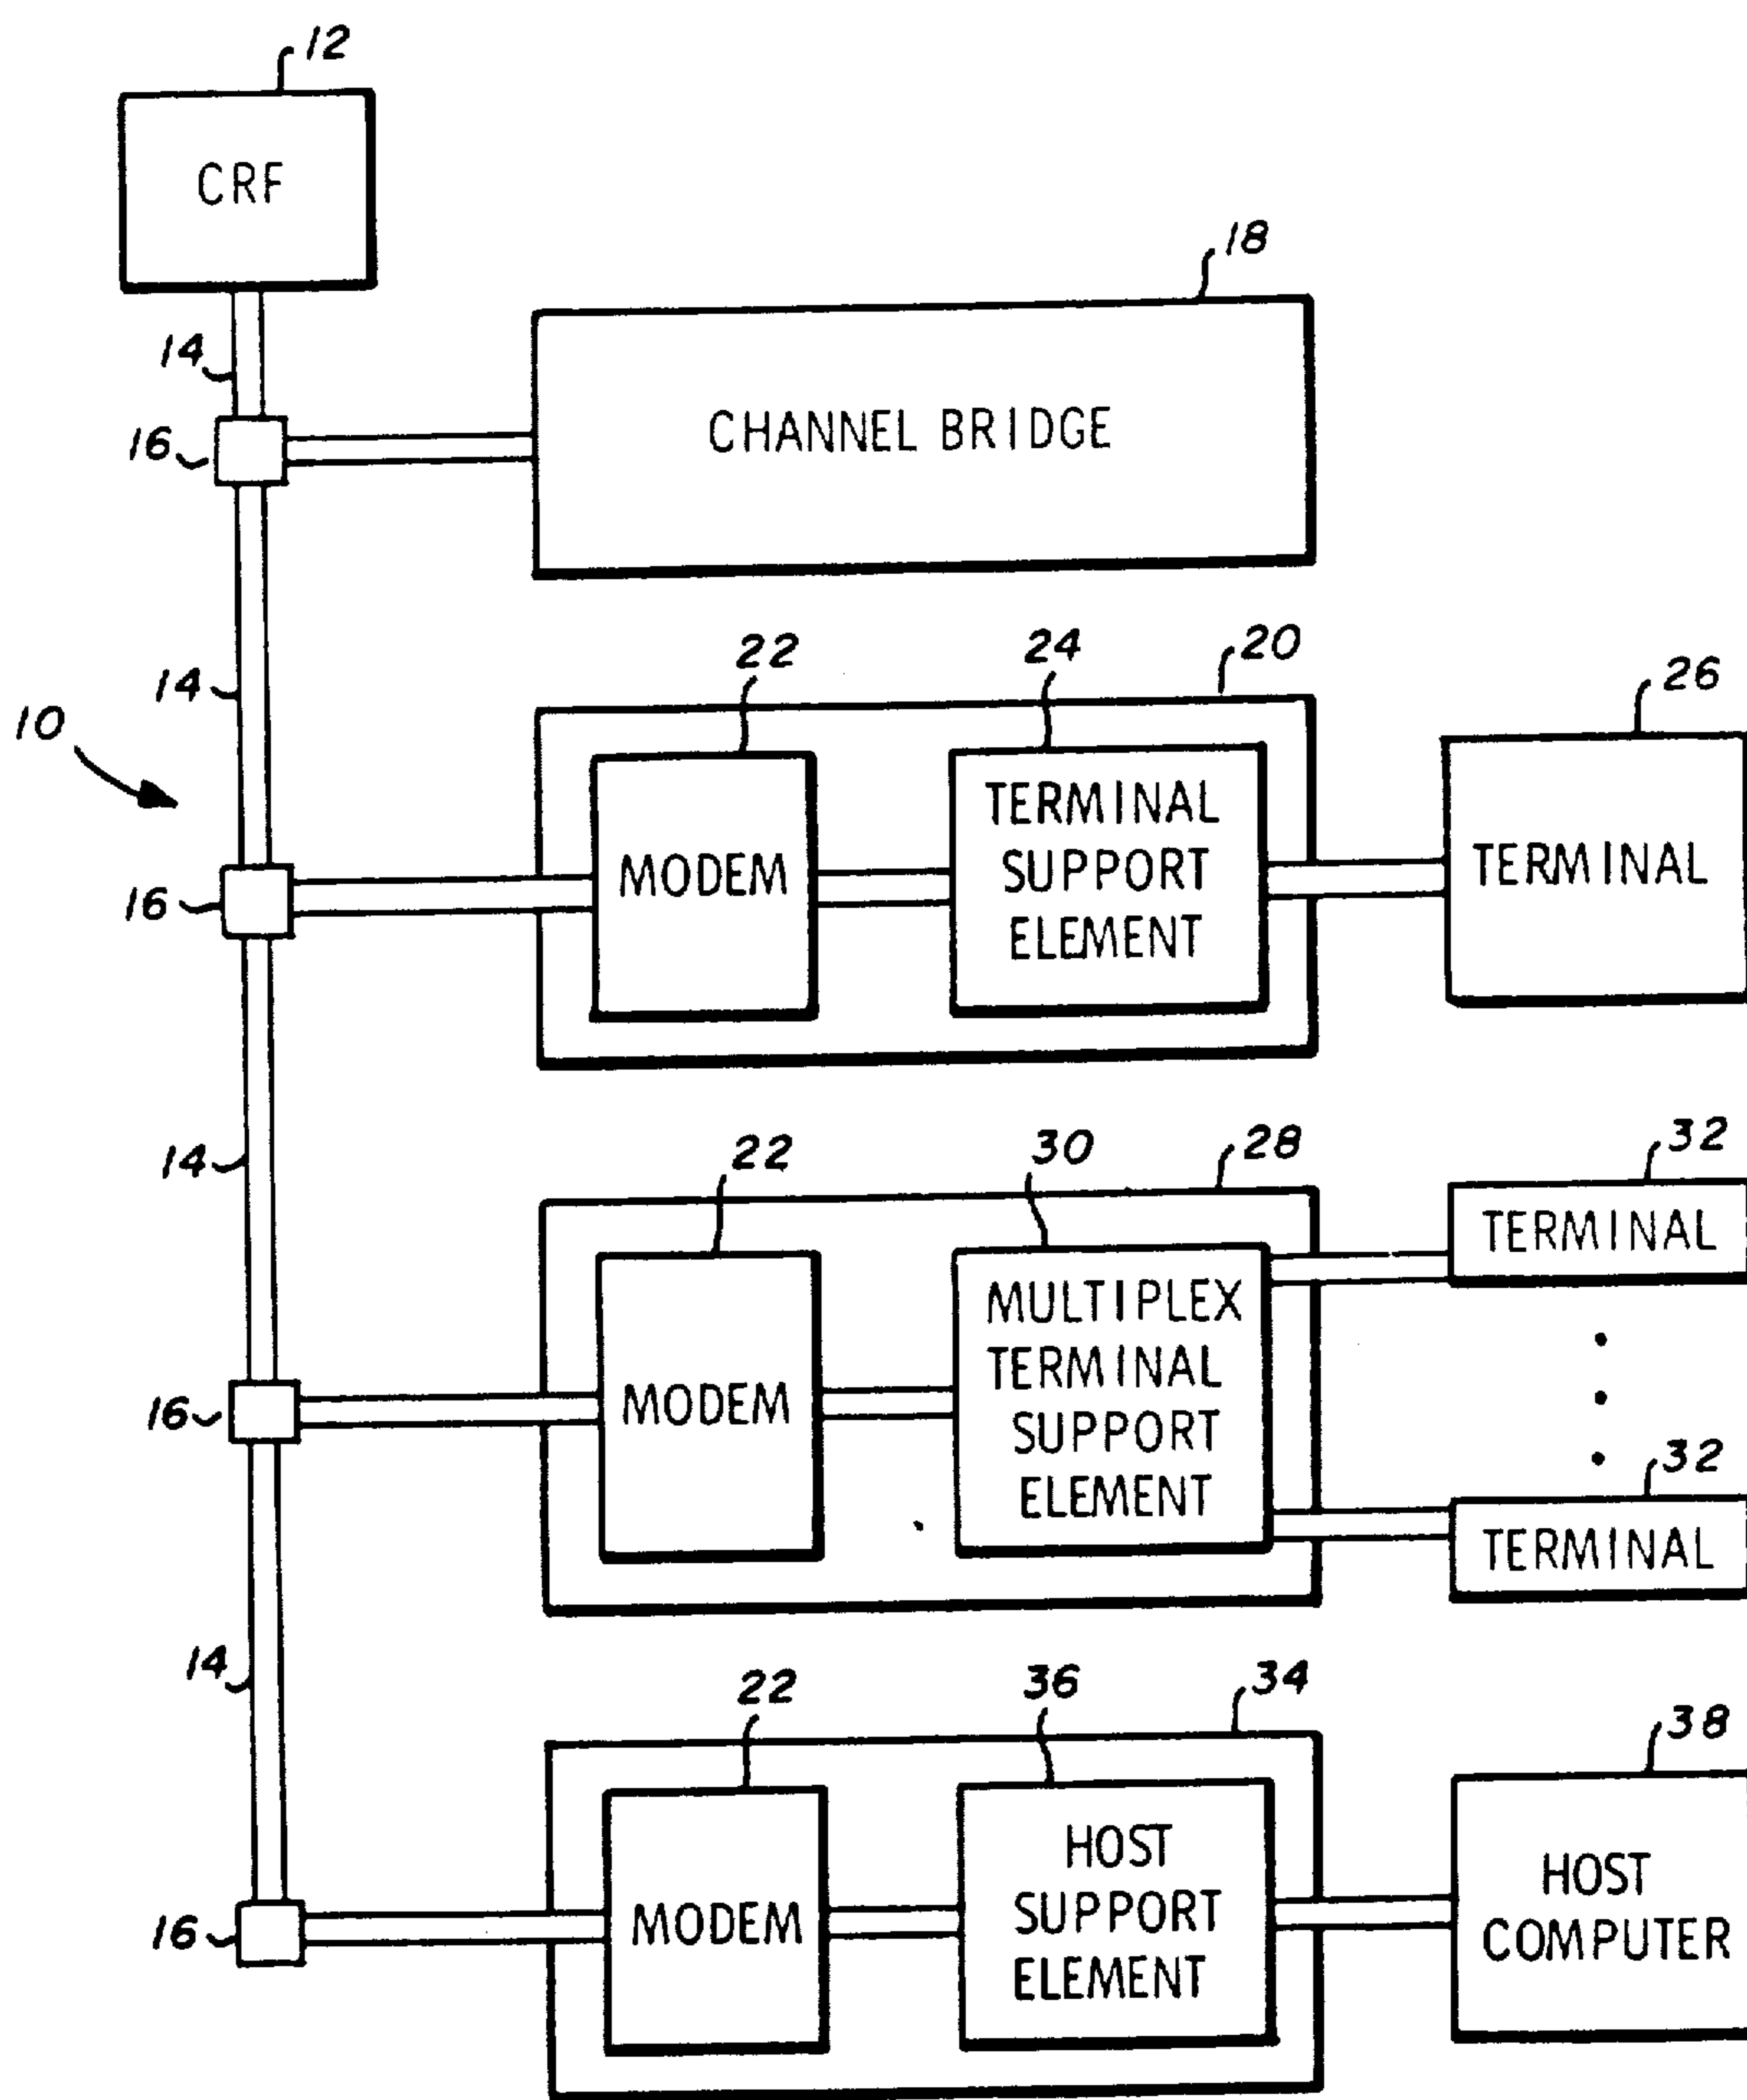 12
CRF
18
14
16
CHANNEL BRIDGE
10
14
22
24
20
26
16
MODEM
TERMINAL
SUPPORT
ELEMENT
TERMINAL
14
22
30
28
32
TERMINAL
16
MODEM
MULTIPLEX
TERMINAL
SUPPORT
ELEMENT
32
TERMINAL
14
22
36
34
38
16
MODEM
HOST
SUPPORT
ELEMENT
HOST
COMPUTER